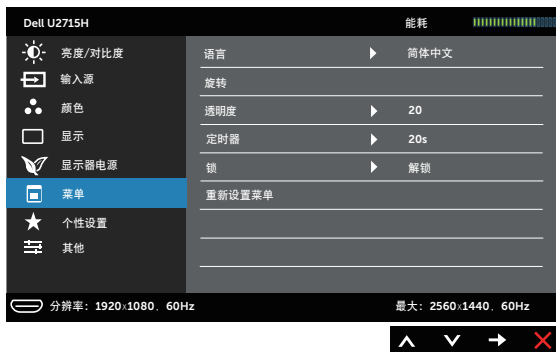 Dell U2715H 能耗
亮度/对比度
输入源
颜色
显示
显示器电源
菜单
个性设置
其他
语言 简体中文
旋转
透明度 20
定时器 20s
锁 解锁
重新设置菜单
分辨率: 1920x1080, 60Hz 最大: 2560x1440, 60Hz